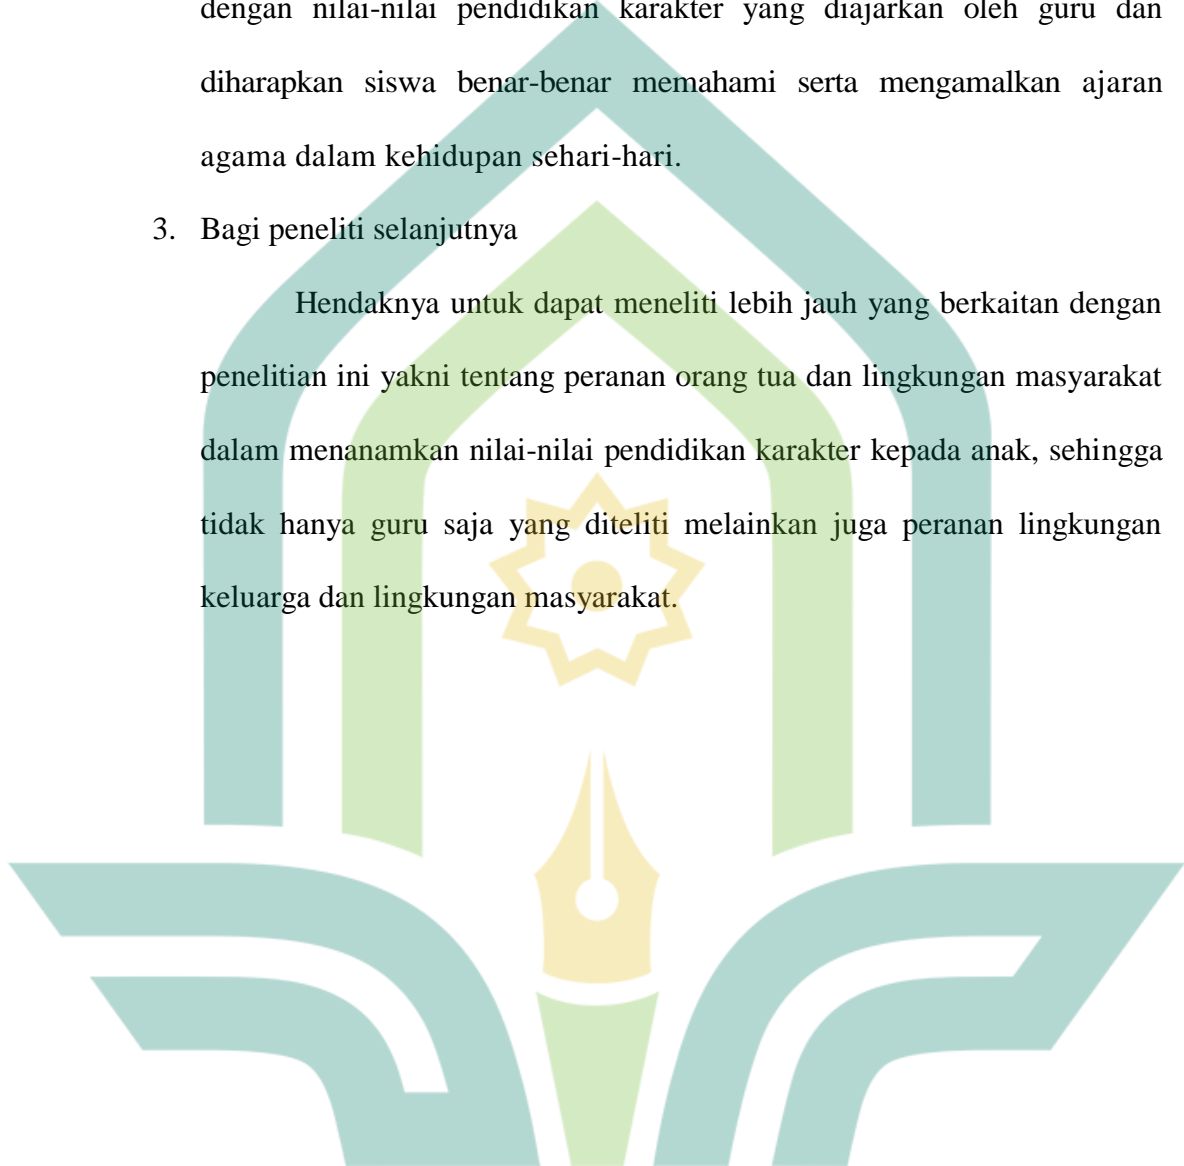 dengan nilai-nilai pendidikan karakter yang diajarkan oleh guru dan
diharapkan siswa benar-benar memahami serta mengamalkan ajaran
agama dalam kehidupan sehari-hari.
3. Bagi peneliti selanjutnya
Hendaknya untuk dapat meneliti lebih jauh yang berkaitan dengan
penelitian ini yakni tentang peranan orang tua dan lingkungan masyarakat
dalam menanamkan nilai-nilai pendidikan karakter kepada anak, sehingga
tidak hanya guru saja yang diteliti melainkan juga peranan lingkungan
keluarga dan lingkungan masyarakat.